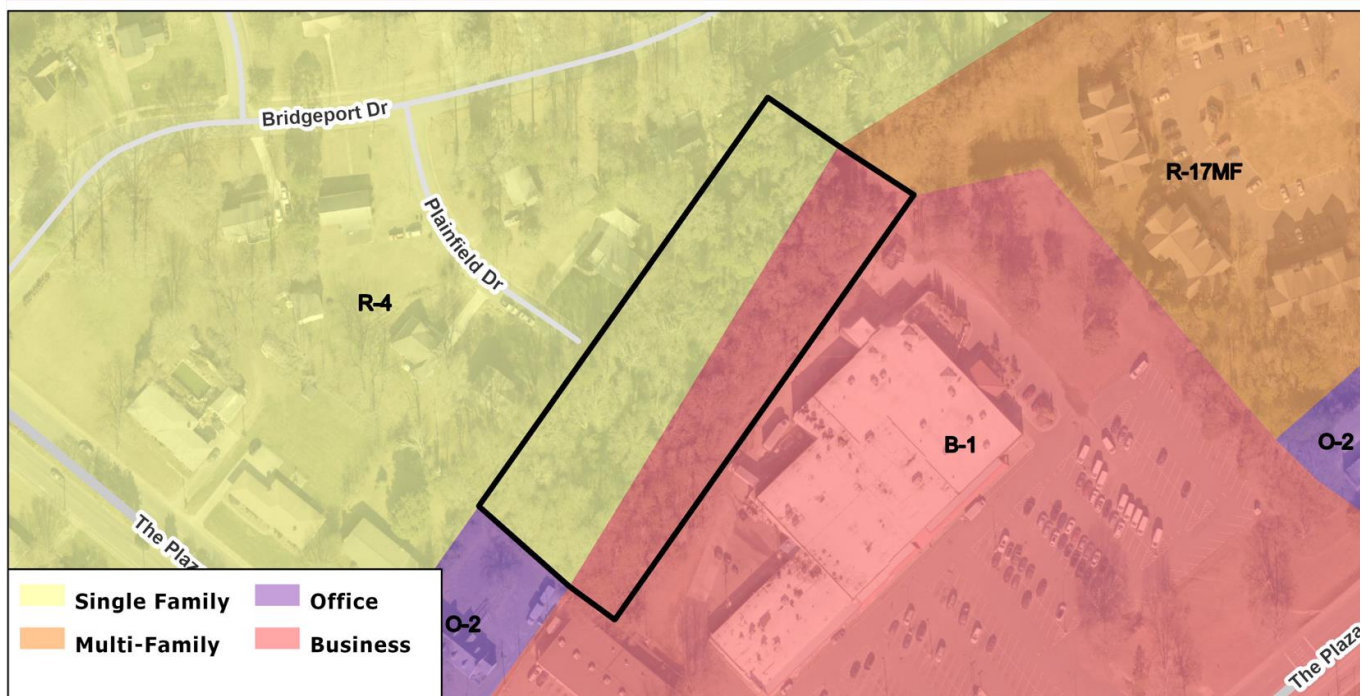 Bridgeport Dr
R-17MF
Plainfield Dr
R-4
B-1
O-2
The Plaza
O-2
The Plaza
Single Family
Office
Multi-Family
Business